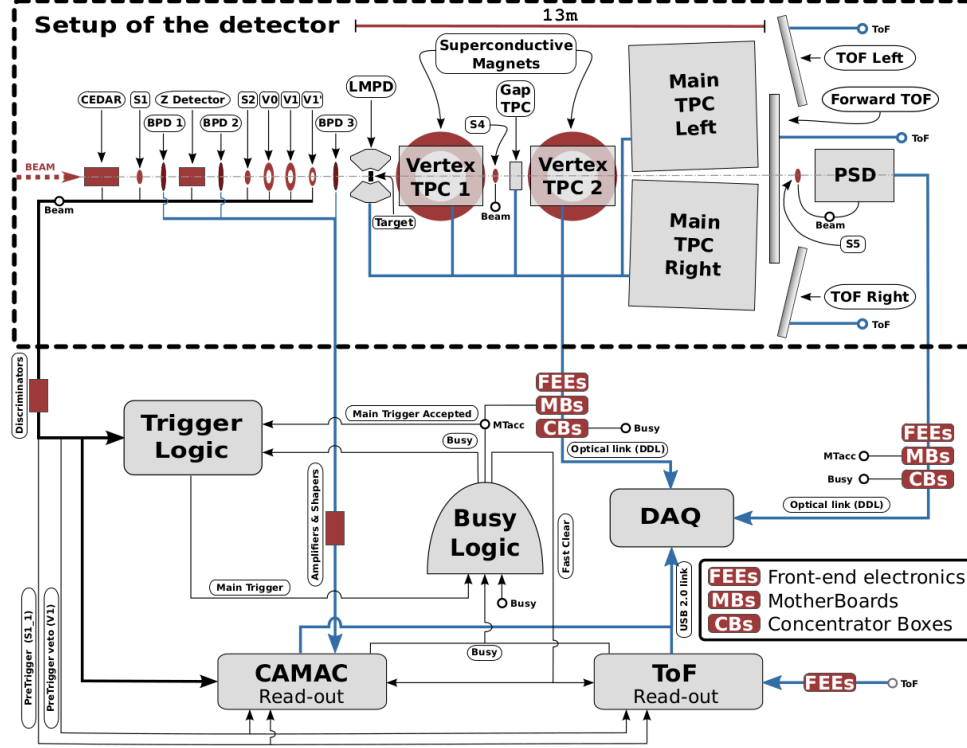 Setup of the detector
13m
ToF
Superconductive
Magnets
TOF Left
LMPD
Gap
TPC
Main
TPC
Left
CEDAR
S1
Z Detector
S2
V0
V1
V1'
Forward TOF
BPD 1
BPD 2
BPD 3
S4
ToF
BEAM
Vertex
TPC 1
Vertex
TPC 2
PSD
Beam
Target
Beam
Beam
Main
TPC
Right
S5
TOF Right
ToF
Discriminators
FEEs
MBs
CBs
Main Trigger Accepted
MTacc
Busy
Busy
Trigger
Logic
Optical link (DDL)
FEEs
MBs
CBs
MTacc
Busy
Optical link (DDL)
Amplifiers & Shapers
Busy
Logic
Fast Clear
DAQ
Main Trigger
Busy
USB 2.0 link
FEEs Front-end electronics
MBs MotherBoards
CBs Concentrator Boxes
PreTrigger (S1_1)
PreTrigger veto (V1)
Busy
CAMAC
Read-out
ToF
Read-out
FEEs
ToF